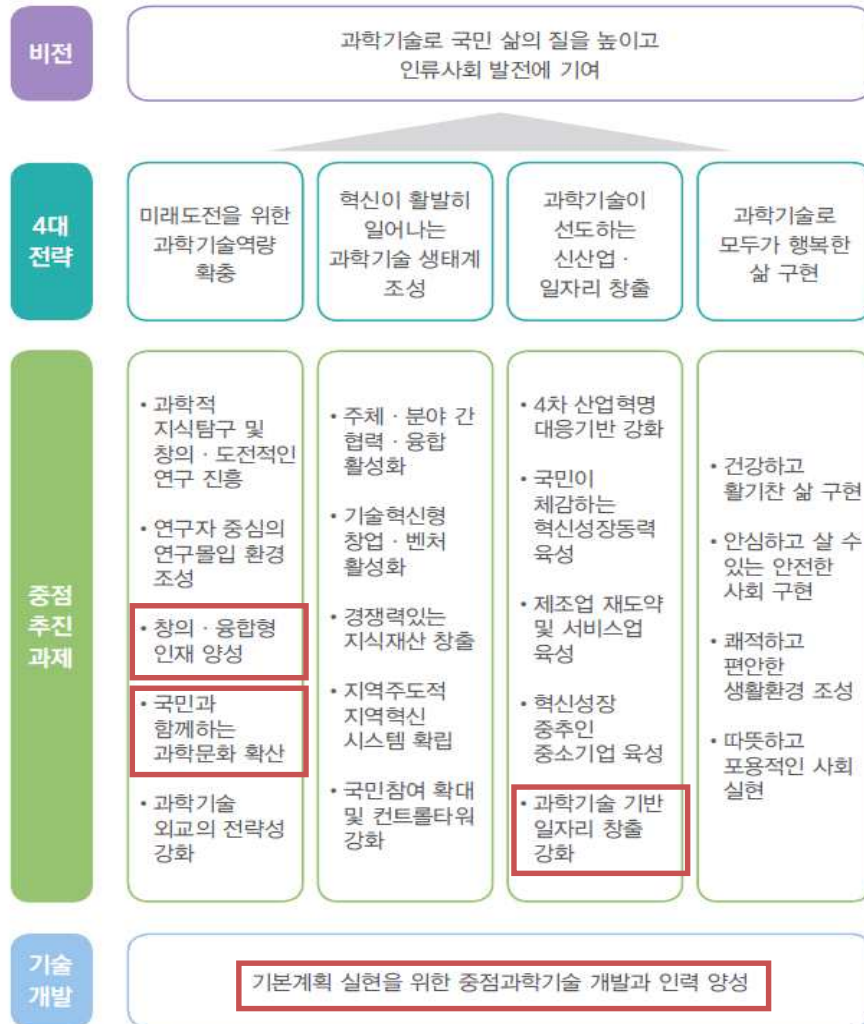 비전
과학기술로 국민 삶의 질을 높이고
인류사회 발전에 기여
4대
전략
미래도전을 위한
과학기술역량
확충
혁신이 활발히
일어나는
과학기술 생태계
조성
과학기술이
선도하는
신산업 ·
일자리 창출
과학기술로
모두가 행복한
삶 구현
중점
추진
과제
• 과학적
지식탐구 및
창의 · 도전적인
연구 진흥
• 연구자 중심의
연구몰입 환경
조성
• 창의 · 융합형
인재 양성
• 국민과
함께하는
과학문화 확산
• 과학기술
외교의 전략성
강화
• 주체 · 분야 간
협력 · 융합
활성화
• 기술혁신형
창업 · 벤처
활성화
• 경쟁력있는
지식재산 창출
• 지역주도적
지역혁신
시스템 확립
• 국민참여 확대
및 컨트롤타워
강화
• 4차 산업혁명
대응기반 강화
• 국민이
체감하는
혁신성장동력
육성
• 제조업 재도약
및 서비스업
육성
• 혁신성장
중추인
중소기업 육성
• 과학기술 기반
일자리 창출
강화
• 건강하고
활기찬 삶 구현
• 안심하고 살 수
있는 안전한
사회 구현
• 쾌적하고
편안한
생활환경 조성
• 따뜻하고
포용적인 사회
실현
기술
개발
기본계획 실현을 위한 중점과학기술 개발과 인력 양성